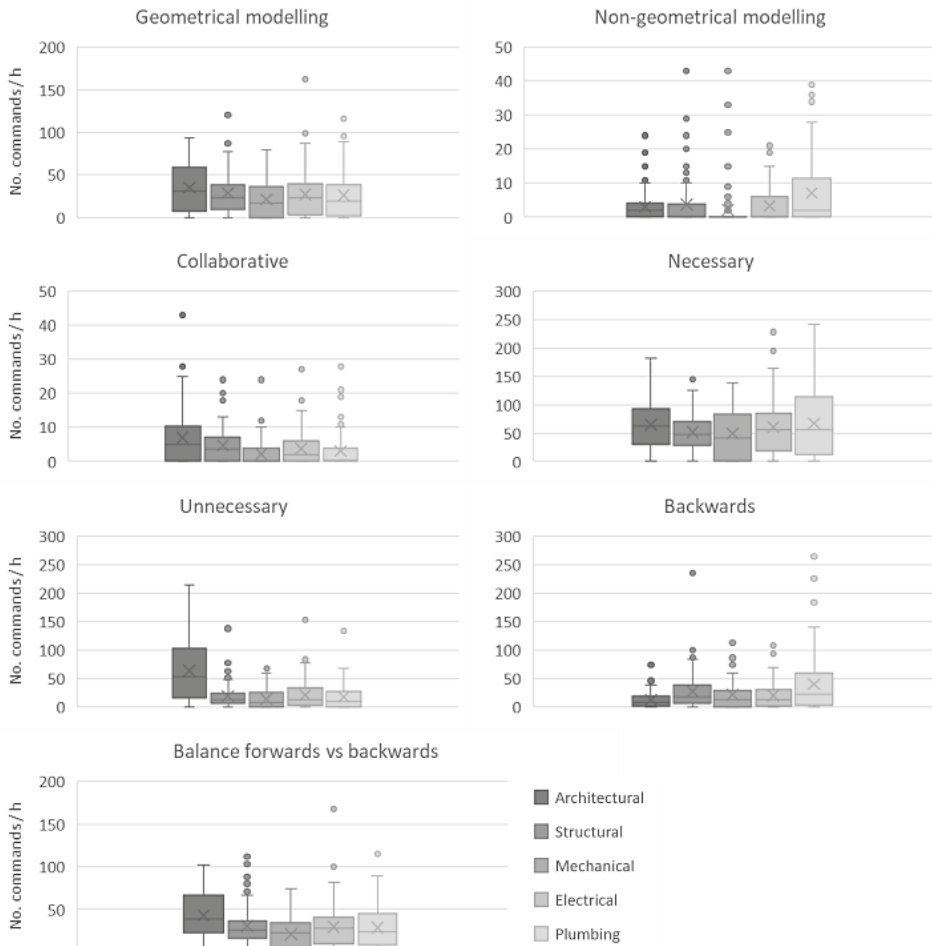 Geometrical modelling
No. commands / h
200
150
100
50
0
Non-geometrical modelling
50
40
30
20
10
0
Collaborative
No. commands / h
50
40
30
20
10
0
Necessary
300
250
200
150
100
50
0
Unnecessary
No. commands / h
300
250
200
150
100
50
0
Backwards
300
250
200
150
100
50
0
Balance forwards vs backwards
No. commands / h
200
150
100
50
Architectural
Structural
Mechanical
Electrical
Plumbing